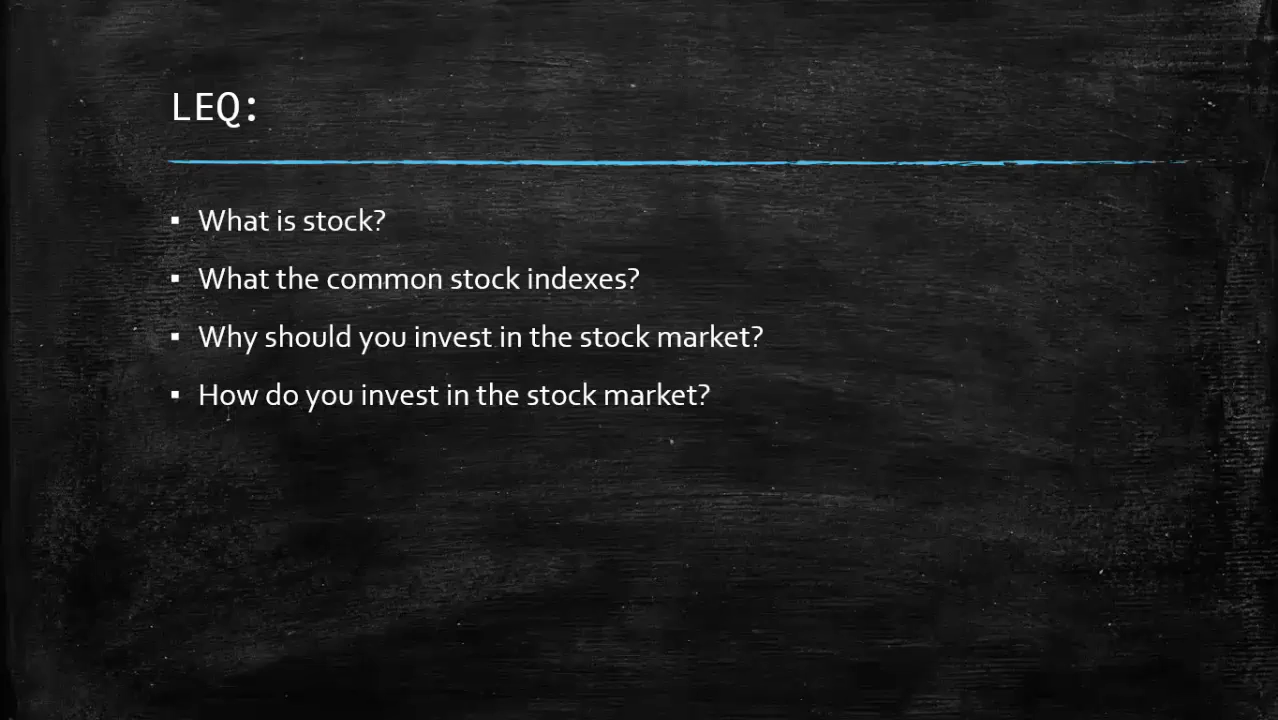 LEQ:
▪ What is stock?
▪ What the common stock indexes?
▪ Why should you invest in the stock market?
▪ How do you invest in the stock market?